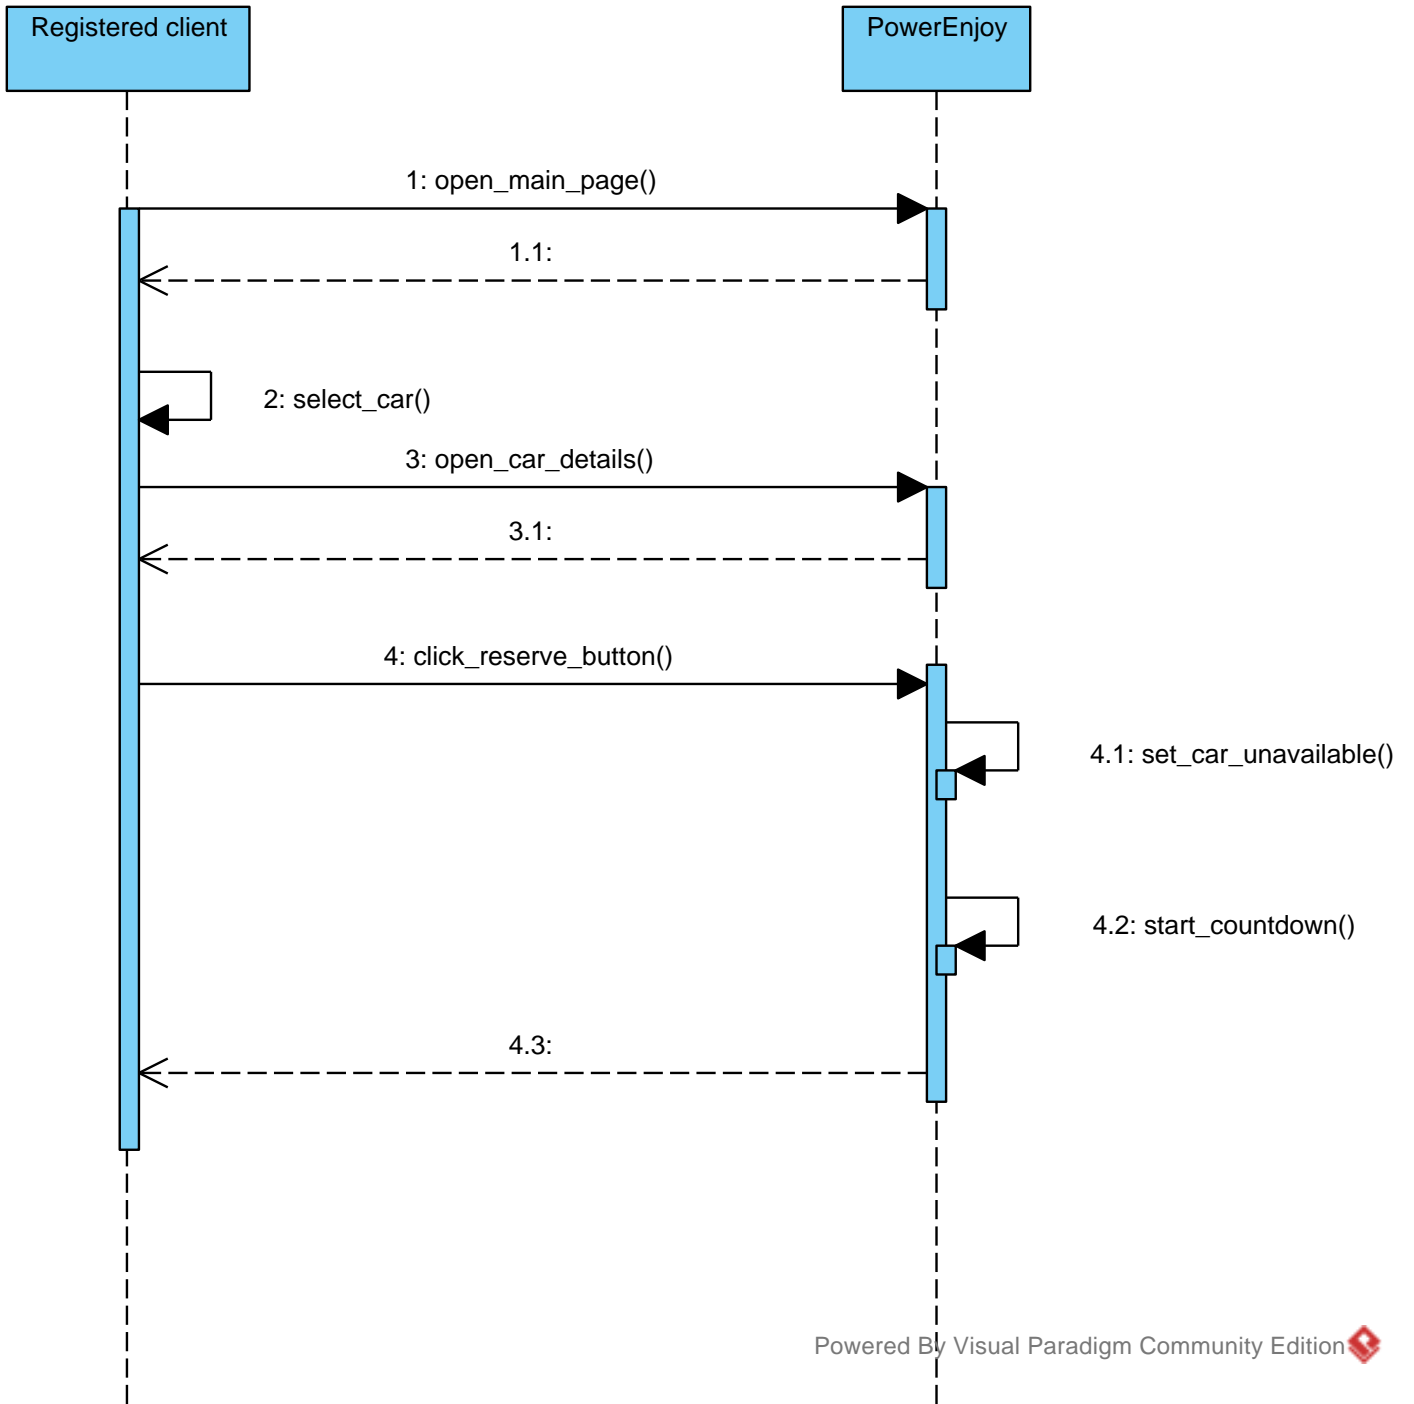 Registered client
PowerEnjoy
1: open_main_page()
1.1:
2: select_car()
3: open_car_details()
3.1:
4: click_reserve_button()
4.1: set_car_unavailable()
4.2: start_countdown()
4.3:
Powered By Visual Paradigm Community Edition